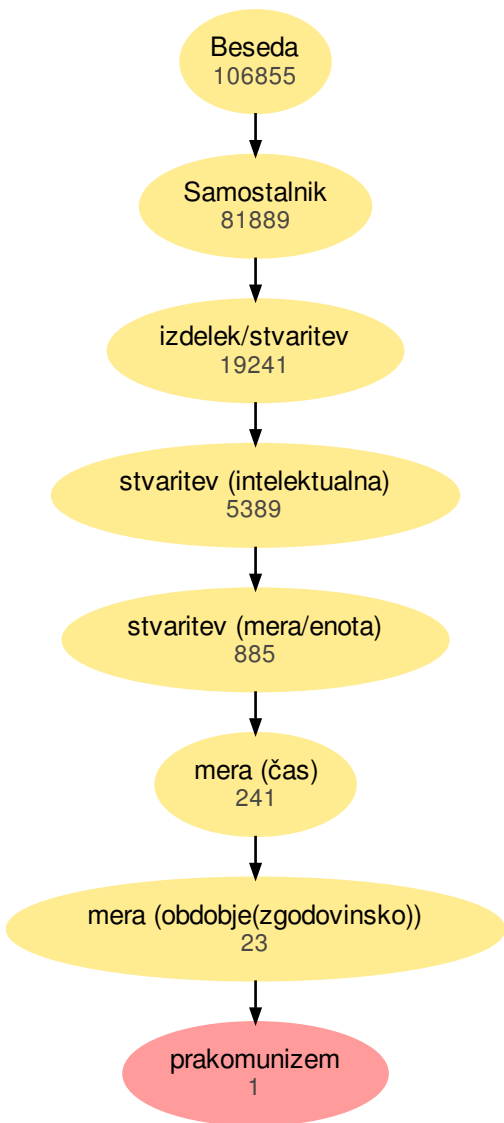 Beseda
106855
Samostalnik
81889
izdelek/stvaritev
19241
stvaritev (intelektualna)
5389
stvaritev (mera/enota)
885
mera (čas)
241
mera (obdobje(zgodovinsko))
23
prakomunizem
1